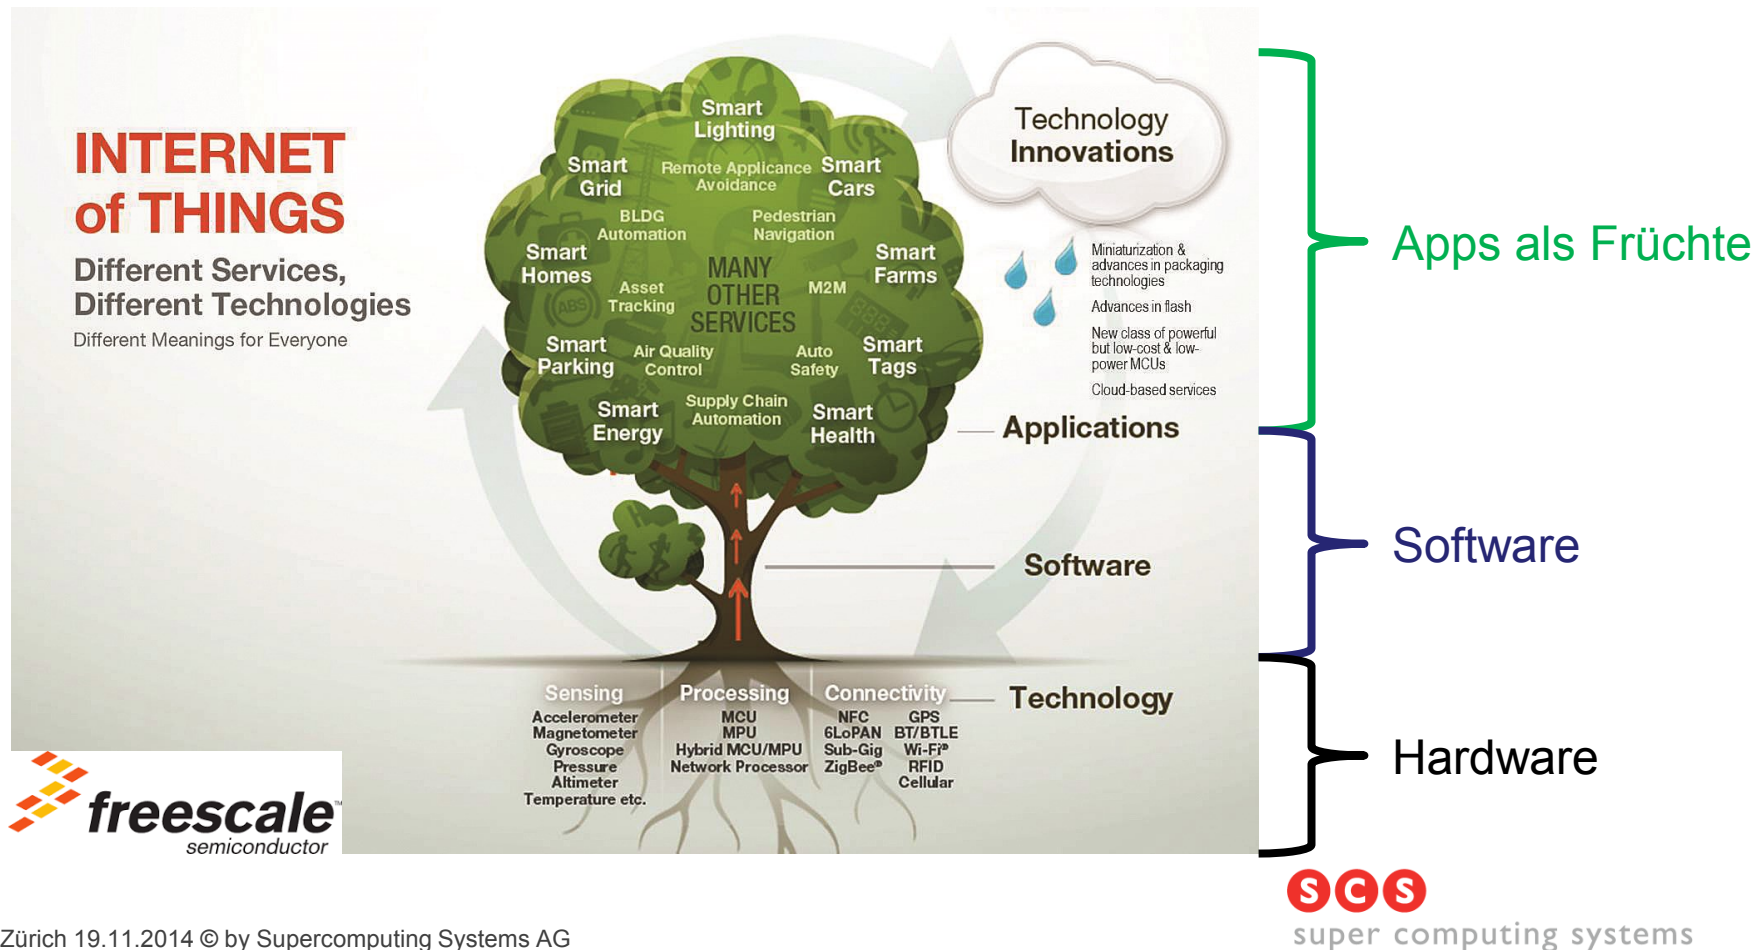 INTERNET
of THINGS
Different Services,
Different Technologies
Different Meanings for Everyone
Smart
Lighting
Smart
Grid
Remote Applicance
Avoidance
Smart
Cars
BLDG
Automation
Pedestrian
Navigation
Smart
Homes
MANY
OTHER
SERVICES
Smart
Farms
Asset
Tracking
M2M
ABS
Smart
Parking
Air Quality
Control
Auto
Safety
Smart
Tags
Smart
Energy
Supply Chain
Automation
Smart
Health
Technology
Innovations
Miniaturization &
advances in packaging
technologies
Advances in flash
New class of powerful
but low-cost & low-
power MCUs
Cloud-based services
Applications
Software
Technology
Sensing
Accelerometer
Magnetometer
Gyroscope
Pressure
Altimeter
Temperature etc.
Processing
MCU
MPU
Hybrid MCU/MPU
Network Processor
Connectivity
NFC GPS
6LoPAN BT/BTLE
Sub-Gig Wi-Fi®
ZigBee® RFID
Cellular
Apps als Früchte
Software
Hardware
freescale™
semiconductor
scs
super computing systems
Zürich 19.11.2014 © by Supercomputing Systems AG